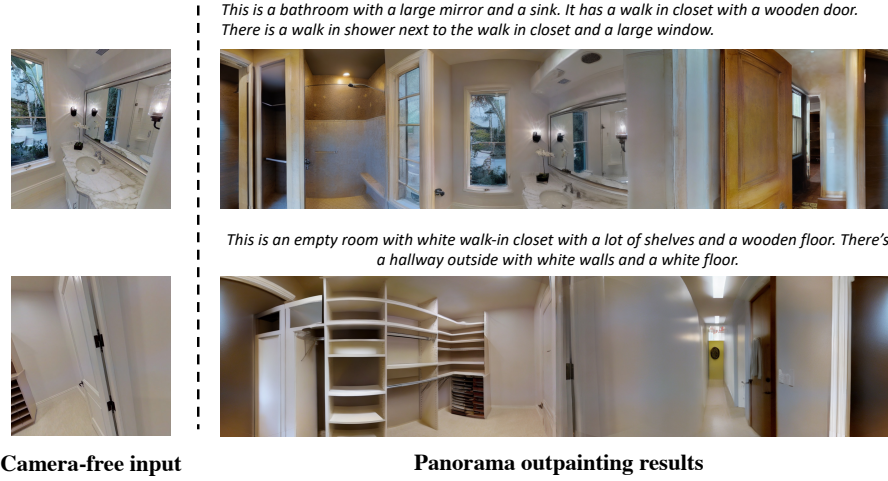 This is a bathroom with a large mirror and a sink. It has a walk in closet with a wooden door.
There is a walk in shower next to the walk in closet and a large window.
This is an empty room with white walk-in closet with a lot of shelves and a wooden floor. There's
a hallway outside with white walls and a white floor.
Camera-free input
Panorama outpainting results